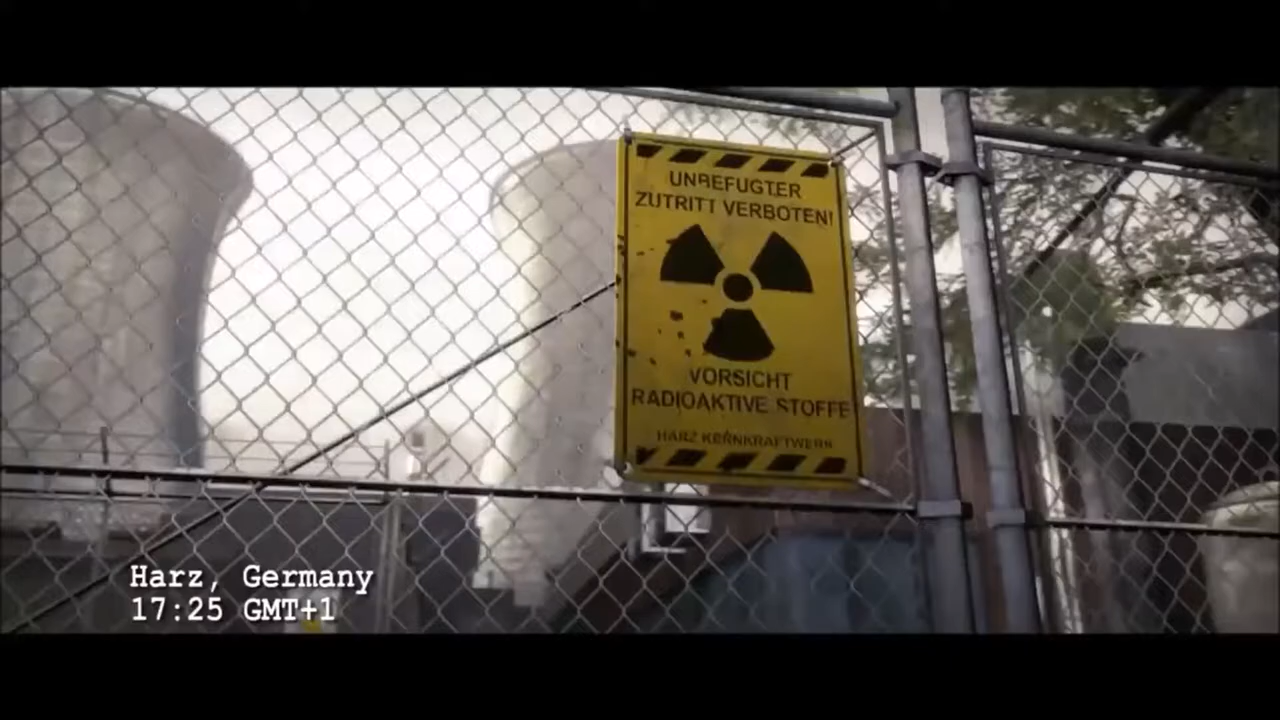 UNBEFUGTER
ZUTRITT VERBOTEN!
VORSICHT
RADIOAKTIVE STOFFE
HARZ KERNKRAFTWERK
Harz, Germany
17:25 GMT+1